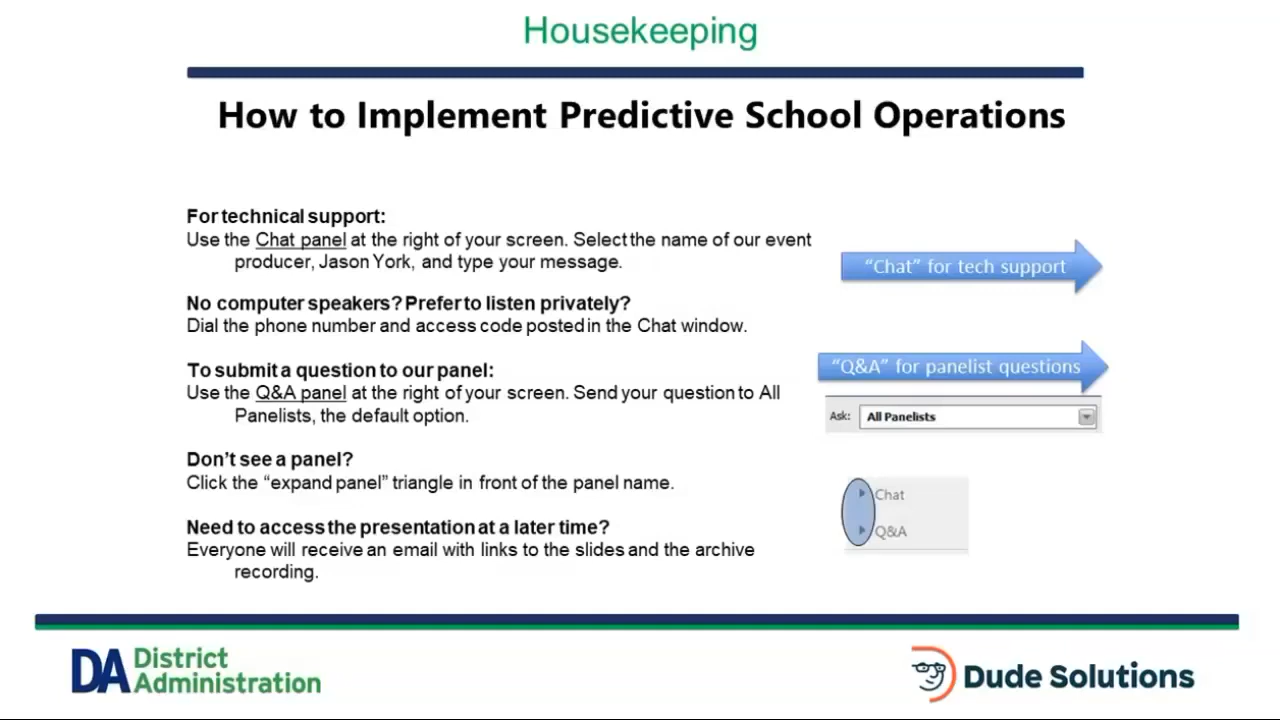 Housekeeping
How to Implement Predictive School Operations
For technical support:
Use the Chat panel at the right of your screen. Select the name of our event
producer, Jason York, and type your message.
"Chat" for tech support
No computer speakers? Prefer to listen privately?
Dial the phone number and access code posted in the Chat window.
To submit a question to our panel:
Use the Q&A panel at the right of your screen. Send your question to All
Panelists, the default option.
"Q&A" for panelist questions
Ask: All Panelists
Don't see a panel?
Click the "expand panel" triangle in front of the panel name.
Chat
Q&A
Need to access the presentation at a later time?
Everyone will receive an email with links to the slides and the archive
recording.
DA District
Administration
Dude Solutions